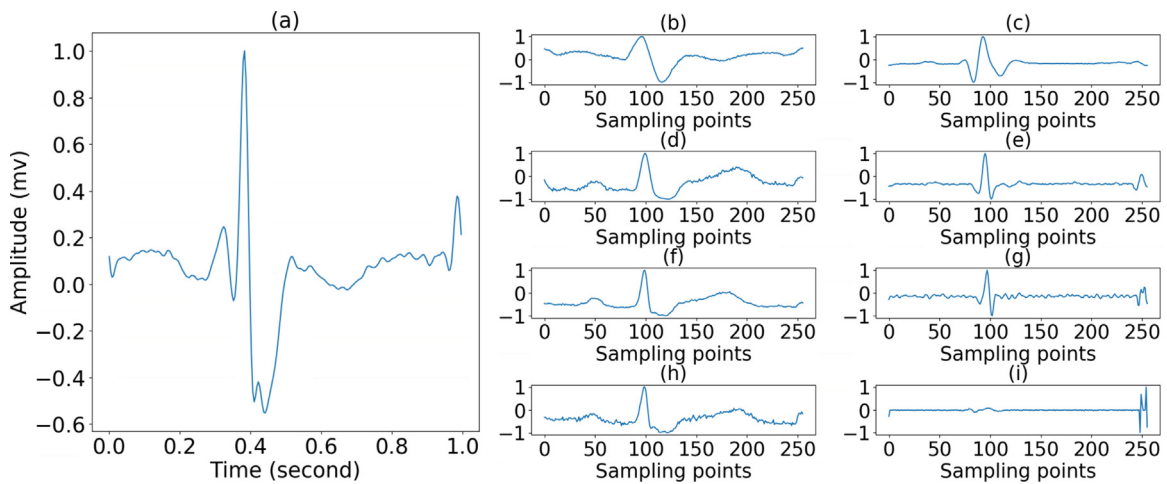 (a)
1.0
0.8
0.6
0.4
0.2
0.0
−0.2
−0.4
−0.6
Amplitude (mv)
0.0 0.2 0.4 0.6 0.8 1.0
Time (second)
(b)
1
0
−1
0 50 100 150 200 250
Sampling points
(c)
1
0
−1
0 50 100 150 200 250
Sampling points
(d)
1
0
−1
0 50 100 150 200 250
Sampling points
(e)
1
0
−1
0 50 100 150 200 250
Sampling points
(f)
1
0
−1
0 50 100 150 200 250
Sampling points
(g)
1
0
−1
0 50 100 150 200 250
Sampling points
(h)
1
0
−1
0 50 100 150 200 250
Sampling points
(i)
1
0
−1
0 50 100 150 200 250
Sampling points